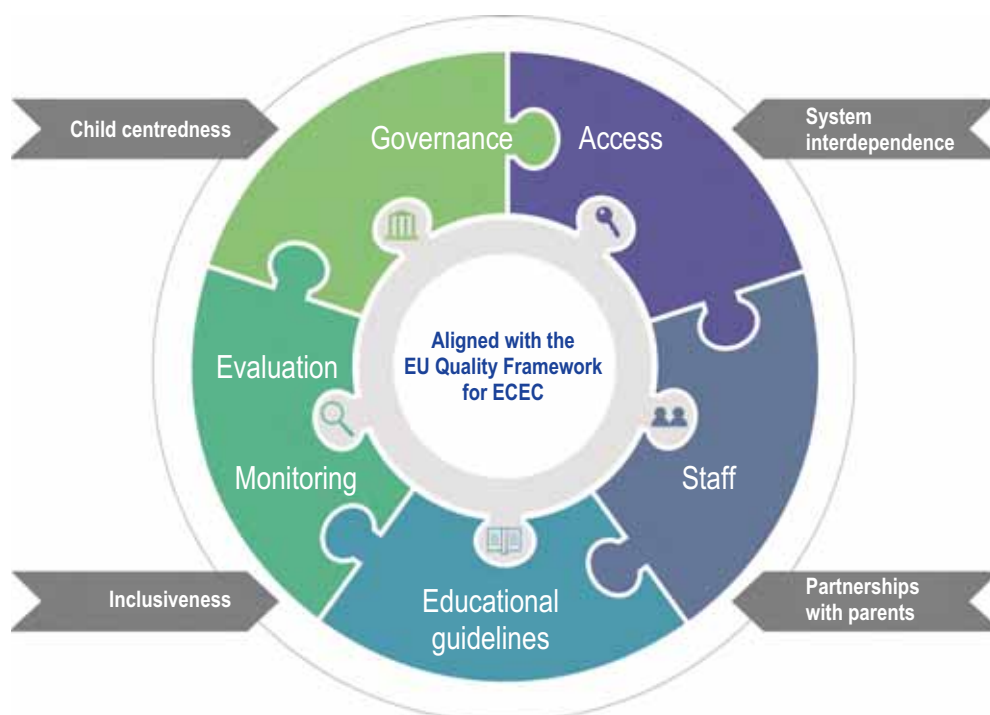 Child centredness
Governance
Access
System
interdependence
Aligned with the
EU Quality Framework
for ECEC
Evaluation
Monitoring
Staff
Educational
guidelines
Inclusiveness
Partnerships
with parents